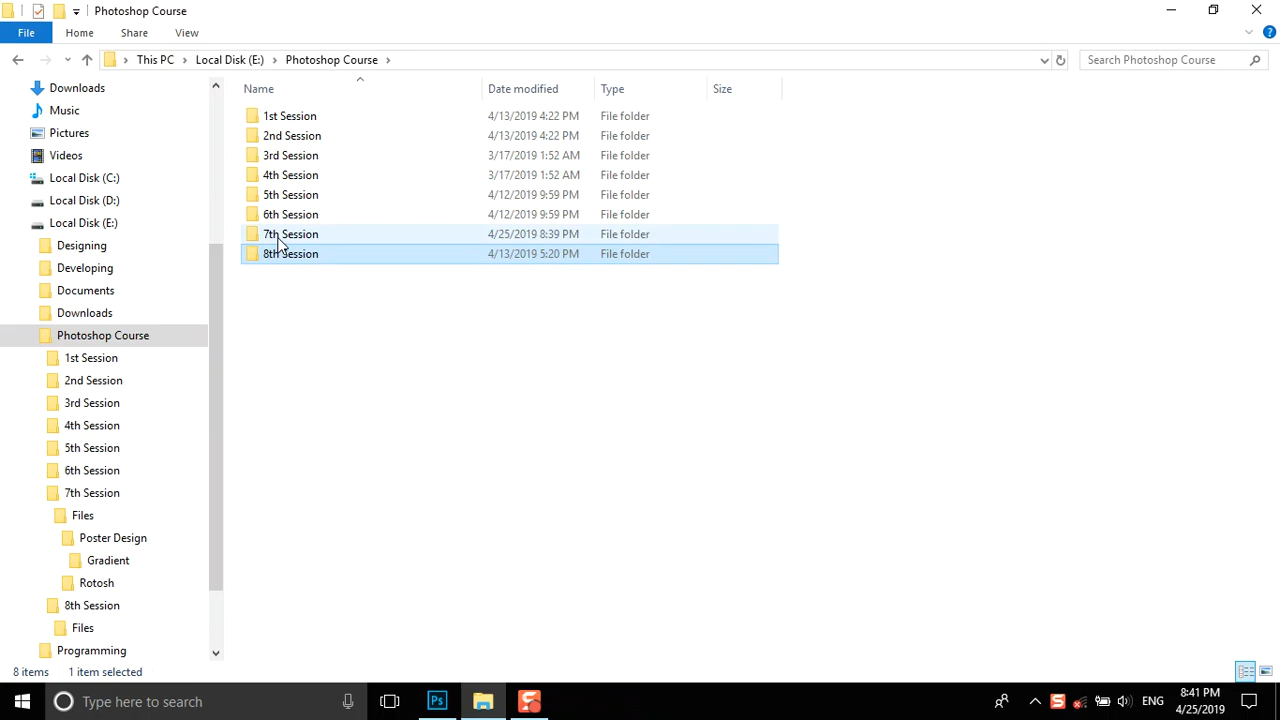 Photoshop Course
File Home Share View
This PC Local Disk (E:) Photoshop Course Search Photoshop Course
Name Date modified Type Size
1st Session 4/13/2019 4:22 PM File folder
2nd Session 4/13/2019 4:22 PM File folder
3rd Session 3/17/2019 1:52 AM File folder
4th Session 3/17/2019 1:52 AM File folder
5th Session 4/12/2019 9:59 PM File folder
6th Session 4/12/2019 9:59 PM File folder
7th Session 4/25/2019 8:39 PM File folder
8th Session 4/13/2019 5:20 PM File folder
Downloads
Music
Pictures
Videos
Local Disk (C:)
Local Disk (D:)
Local Disk (E:)
Designing
Developing
Documents
Downloads
Photoshop Course
1st Session
2nd Session
3rd Session
4th Session
5th Session
6th Session
7th Session
Files
Poster Design
Gradient
Rotosh
8th Session
Files
Programming
8 items 1 item selected
Type here to search Ps ENG 8:41 PM
4/25/2019